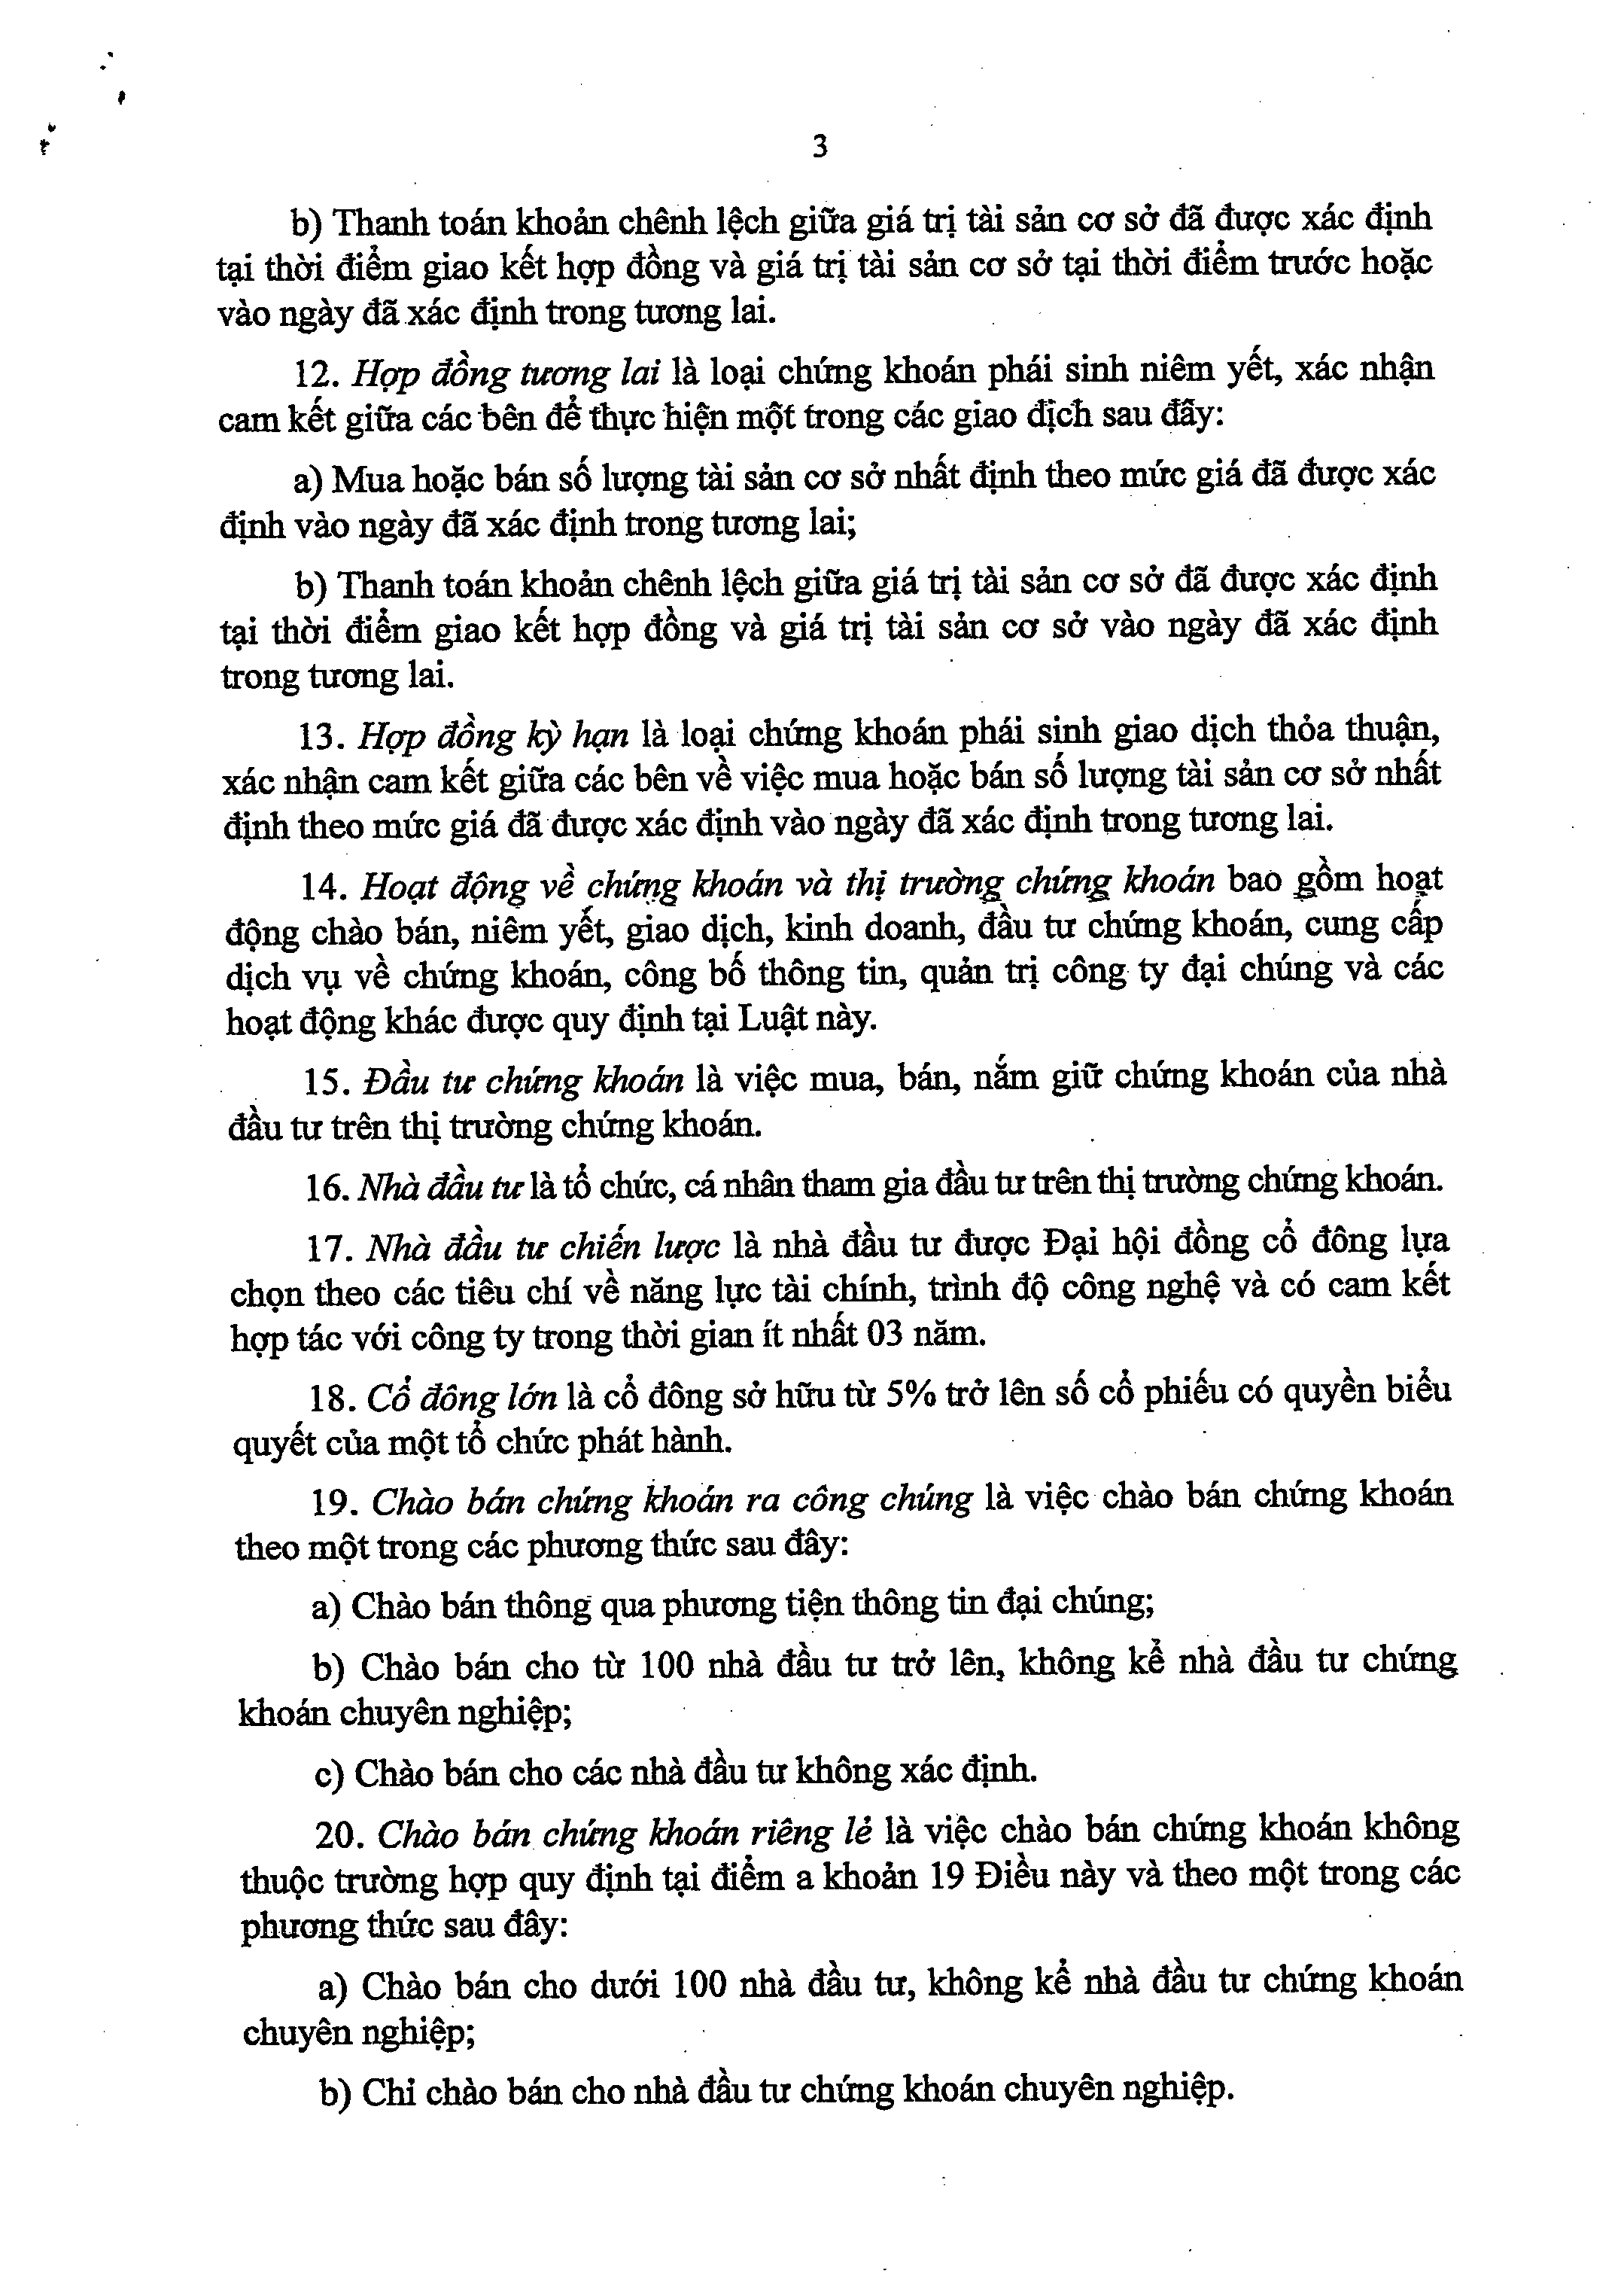 3
b) Thanh toán khoản chênh lệch giữa giá trị tài sản cơ sở đã được xác định
tại thời điểm giao kết hợp đồng và giá trị tài sản cơ sở tại thời điểm trước hoặc
vào ngày đã xác định trong tương lai.
12. Hợp đồng tương lai là loại chứng khoán phái sinh niêm yết, xác nhận
cam kết giữa các bên để thực hiện một trong các giao dịch sau đây:
a) Mua hoặc bán số lượng tài sản cơ sở nhất định theo mức giá đã được xác
định vào ngày đã xác định trong tương lai;
b) Thanh toán khoản chênh lệch giữa giá trị tài sản cơ sở đã được xác định
tại thời điểm giao kết hợp đồng và giá trị tài sản cơ sở vào ngày đã xác định
trong tương lai.
13. Hợp đồng kỳ hạn là loại chứng khoán phái sinh giao dịch thỏa thuận,
xác nhận cam kết giữa các bên về việc mua hoặc bán số lượng tài sản cơ sở nhất
định theo mức giá đã được xác định vào ngày đã xác định trong tương lai.
14. Hoạt động về chứng khoán và thị trường chứng khoán bao gồm hoạt
động chào bán, niêm yết, giao dịch, kinh doanh, đầu tư chứng khoán, cung cấp
dịch vụ về chứng khoán, công bố thông tin, quản trị công ty đại chúng và các
hoạt động khác được quy định tại Luật này.
15. Đầu tư chứng khoán là việc mua, bán, nắm giữ chứng khoán của nhà
đầu tư trên thị trường chứng khoán.
16. Nhà đầu tư là tổ chức, cá nhân tham gia đầu tư trên thị trường chứng khoán.
17. Nhà đầu tư chiến lược là nhà đầu tư được Đại hội đồng cổ đông lựa
chọn theo các tiêu chí về năng lực tài chính, trình độ công nghệ và có cam kết
hợp tác với công ty trong thời gian ít nhất 03 năm.
18. Cổ đông lớn là cổ đông sở hữu từ 5% trở lên số cổ phiếu có quyền biểu
quyết của một tổ chức phát hành.
19. Chào bán chứng khoán ra công chúng là việc chào bán chứng khoán
theo một trong các phương thức sau đây:
a) Chào bán thông qua phương tiện thông tin đại chúng;
b) Chào bán cho từ 100 nhà đầu tư trở lên, không kể nhà đầu tư chứng
khoán chuyên nghiệp;
c) Chào bán cho các nhà đầu tư không xác định.
20. Chào bán chứng khoán riêng lẻ là việc chào bán chứng khoán không
thuộc trường hợp quy định tại điểm a khoản 19 Điều này và theo một trong các
phương thức sau đây:
a) Chào bán cho dưới 100 nhà đầu tư, không kể nhà đầu tư chứng khoán
chuyên nghiệp;
b) Chỉ chào bán cho nhà đầu tư chứng khoán chuyên nghiệp.